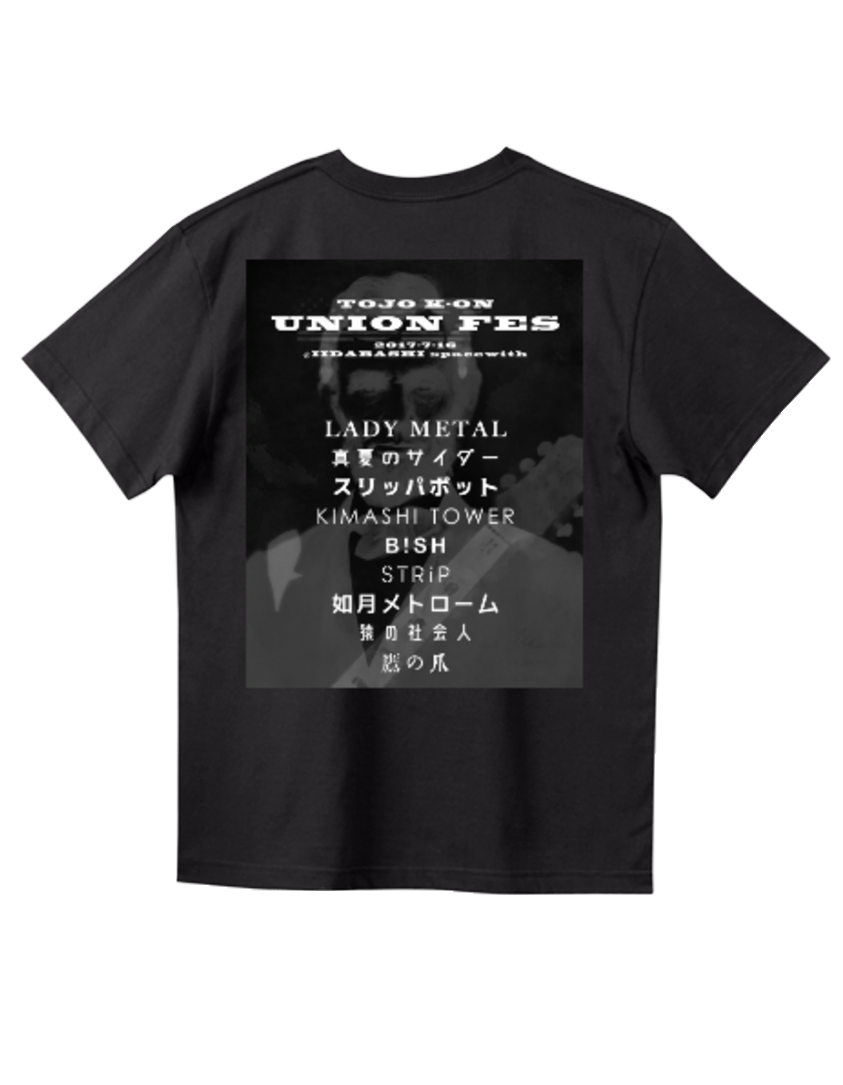 TOJO K-ON
UNION FES
2017-7-16
@IIDABASHI spacewith
LADY METAL
真夏のサイダー
スリッパポット
KIMASHI TOWER
B!SH
STRiP
如月メトローム
猿の社会人
鷹の爪